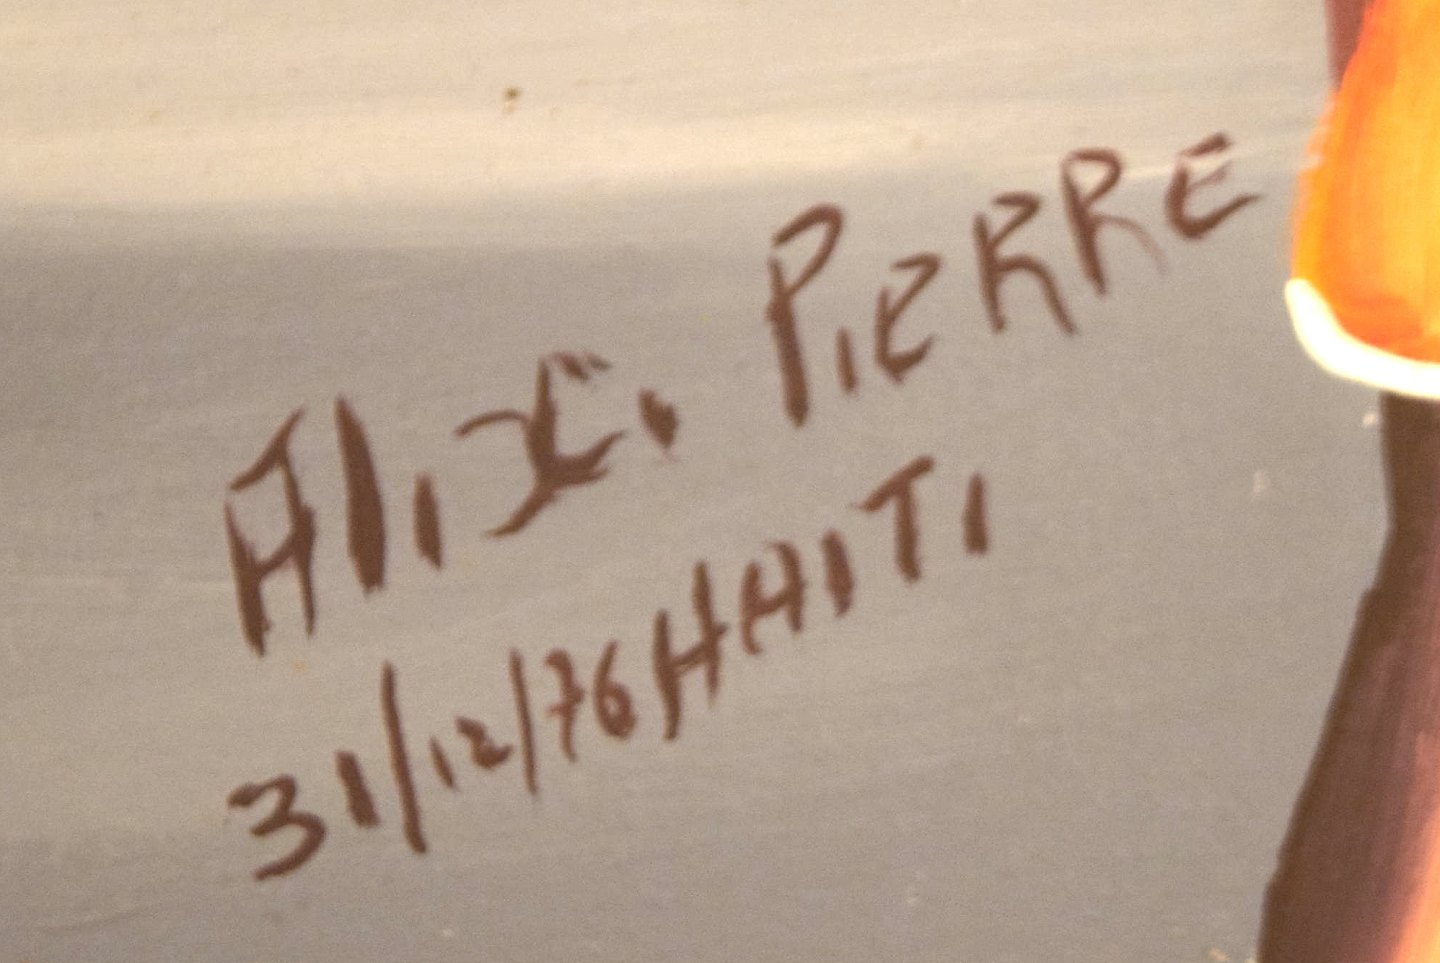 Alix. PIERRE
31/12/76 HAITI